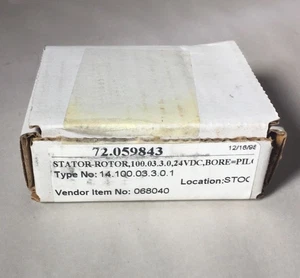 72.059843 12/16/98
STATOR-ROTOR,100.03.3.0,24VDC,BORE=PILO
Type No: 14.100.03.3.0.1
Location:STOC
Vendor Item No: 068040